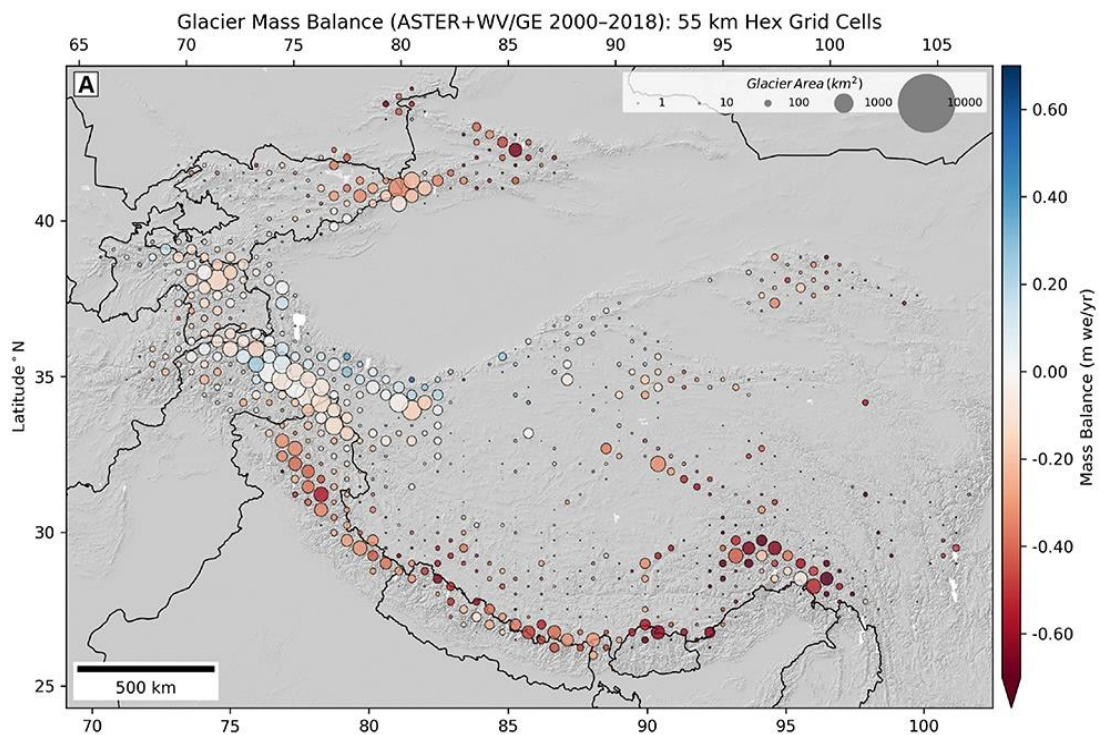 Glacier Mass Balance (ASTER+WV/GE 2000–2018): 55 km Hex Grid Cells
65 70 75 80 85 90 95 100 105
A
Glacier Area (km²)
1 10 100 1000 10000
0.60
0.40
0.20
0.00
-0.20
-0.40
-0.60
Mass Balance (m we/yr)
40
35
30
25
Latitude° N
500 km
70 75 80 85 90 95 100